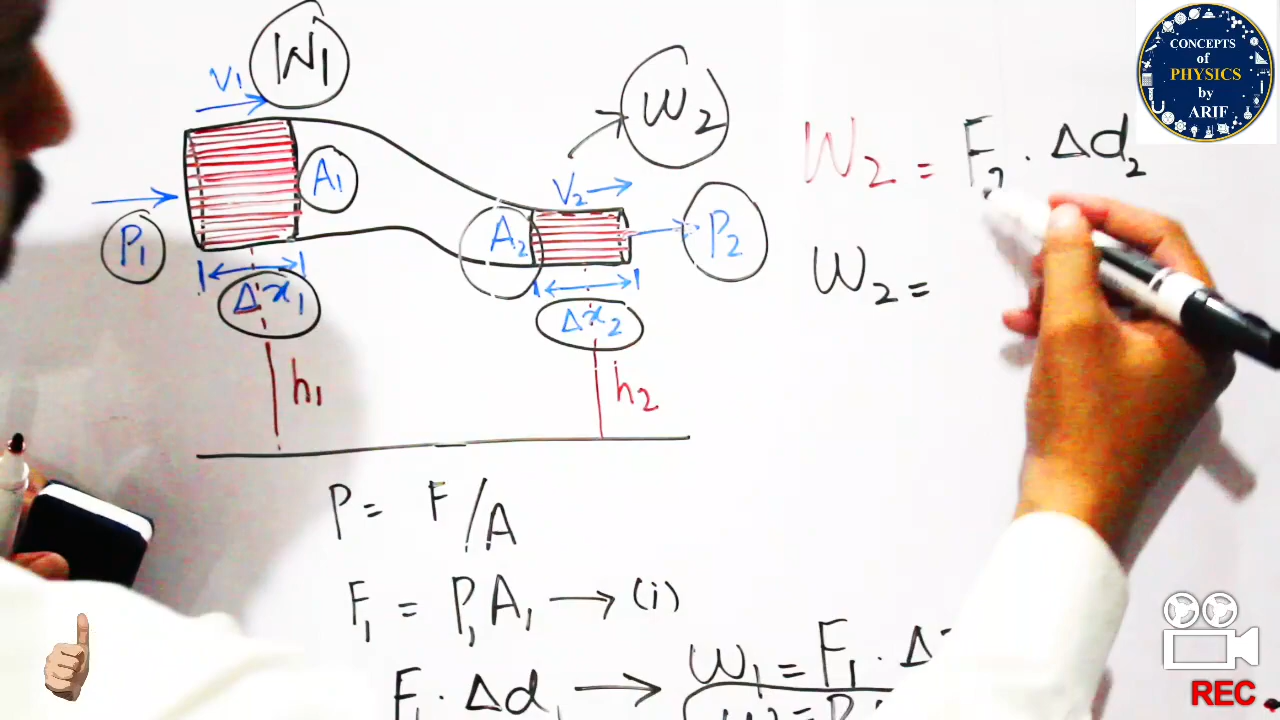 CONCEPTS
of
PHYSICS
by
ARIF
W1
V1
W2
A1
V2
P1
A2
P2
Δx1
Δx2
h1
h2
W2 = F2 . Δd2
W2 =
P = F/A
F1 = P1A1 → (i)
F1 . Δd1 → W1 = F1 . Δ
REC